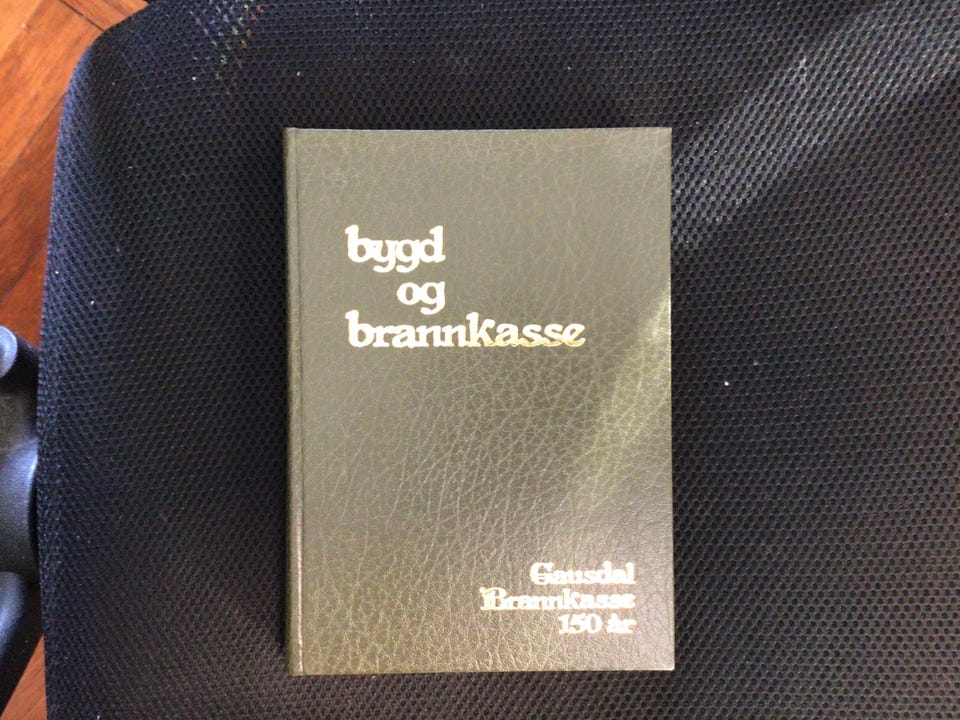 bygd
og
brannkasse
Gausdal
Brannkasse
150 år